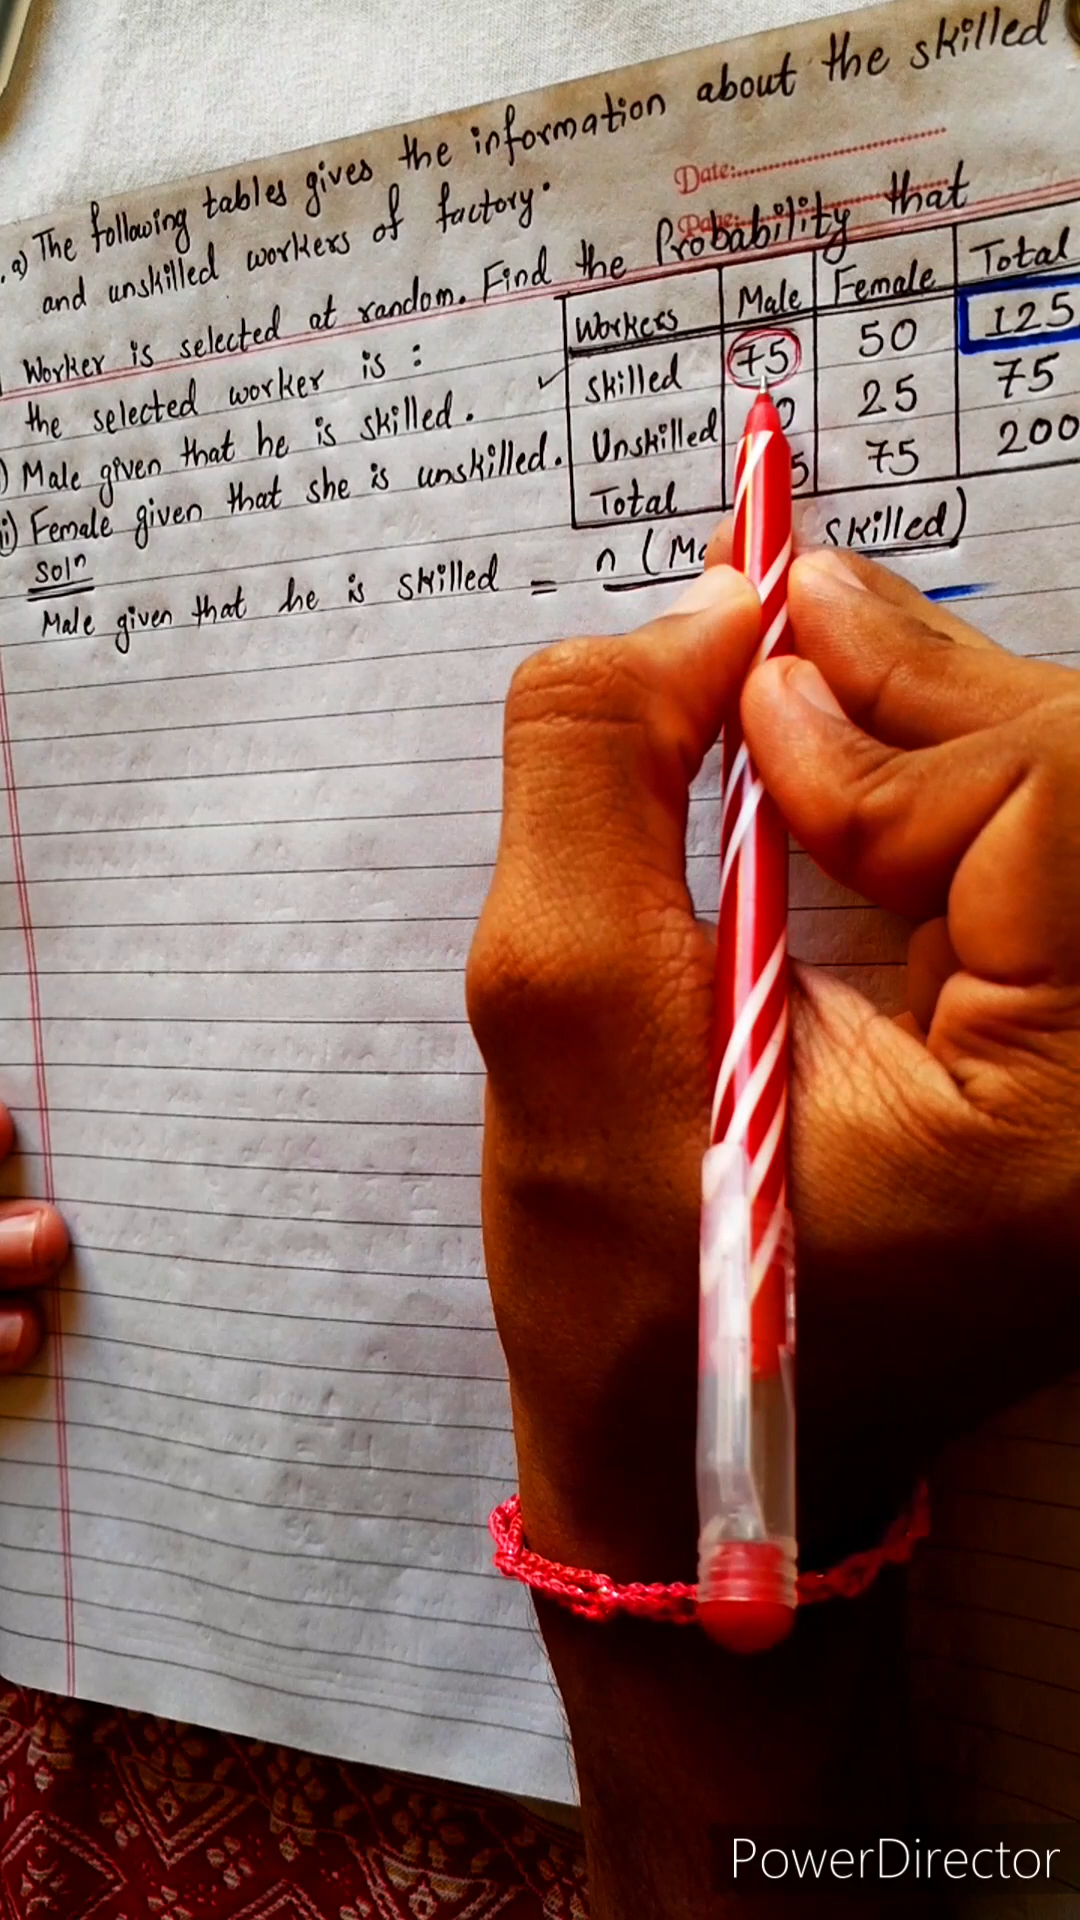 .a) The following tables gives the information about the skilled
and unskilled workers of factory.
Date:
Worker is selected at random. Find the Probability that
the selected worker is :
) Male given that he is skilled.
i) Female given that she is unskilled.
Workers Male Female Total
Skilled 75 50 125
Unskilled 0 25 75
Total 5 75 200
Solⁿ
Male given that he is skilled = n (Ma skilled)
PowerDirector